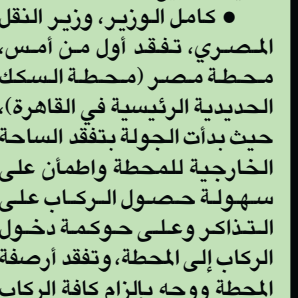 ● كامل الوزير، وزير النقل
المصري، تفقد أول من أمس،
محطة مصر (محطة السكك
الحديدية الرئيسية في القاهرة)،
حيث بدأت الجولة بتفقد الساحة
الخارجية للمحطة واطمأن على
سهولة حصول الركاب على
التذاكر وعلى حوكمة دخول
الركاب إلى المحطة، وتفقد أرصفة
المحطة ووجه بإلزام كافة الركاب